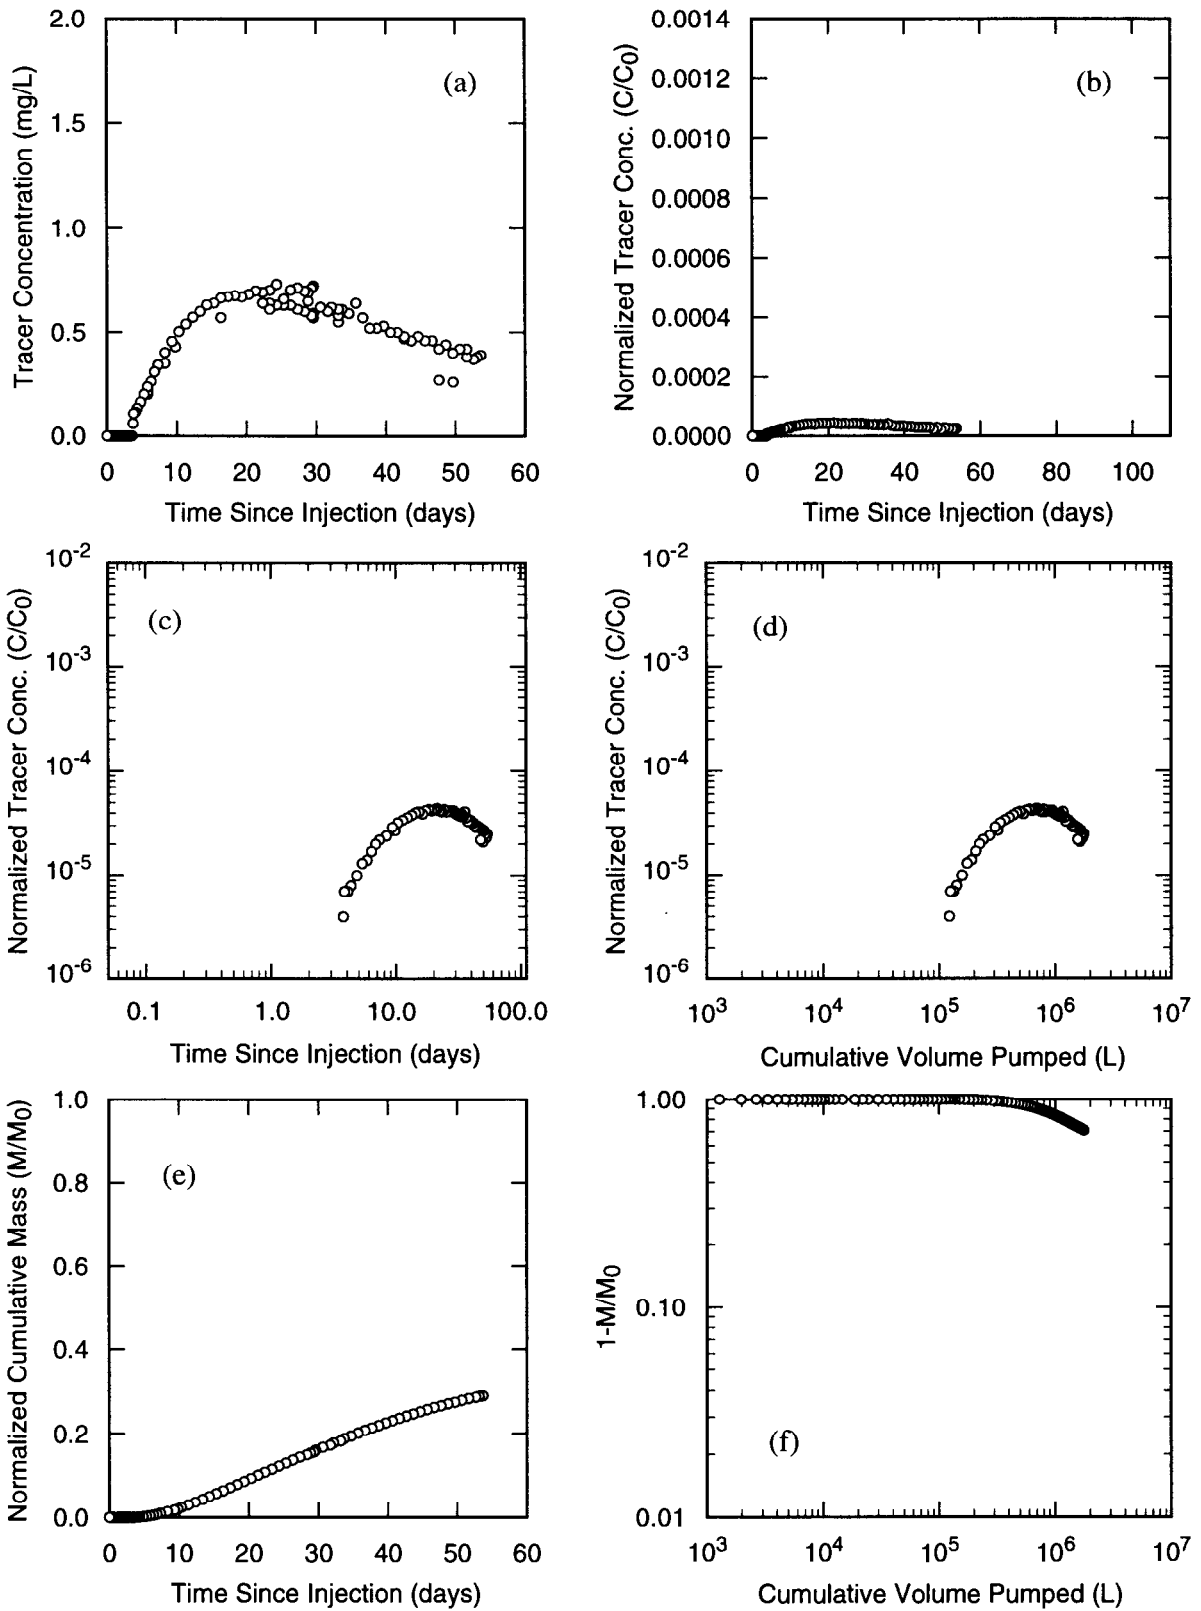 2.0
1.5
1.0
0.5
0.0
0 10 20 30 40 50 60
Tracer Concentration (mg/L)
Time Since Injection (days)
(a)
0.0014
0.0012
0.0010
0.0008
0.0006
0.0004
0.0002
0.0000
0 20 40 60 80 100
Normalized Tracer Conc. (C/C0)
Time Since Injection (days)
(b)
10-2
10-3
10-4
10-5
10-6
0.1 1.0 10.0 100.0
Normalized Tracer Conc. (C/C0)
Time Since Injection (days)
(c)
10-2
10-3
10-4
10-5
10-6
103 104 105 106 107
Normalized Tracer Conc. (C/C0)
Cumulative Volume Pumped (L)
(d)
1.0
0.8
0.6
0.4
0.2
0.0
0 10 20 30 40 50 60
Normalized Cumulative Mass (M/M0)
Time Since Injection (days)
(e)
1.00
0.10
0.01
103 104 105 106 107
1-M/M0
Cumulative Volume Pumped (L)
(f)